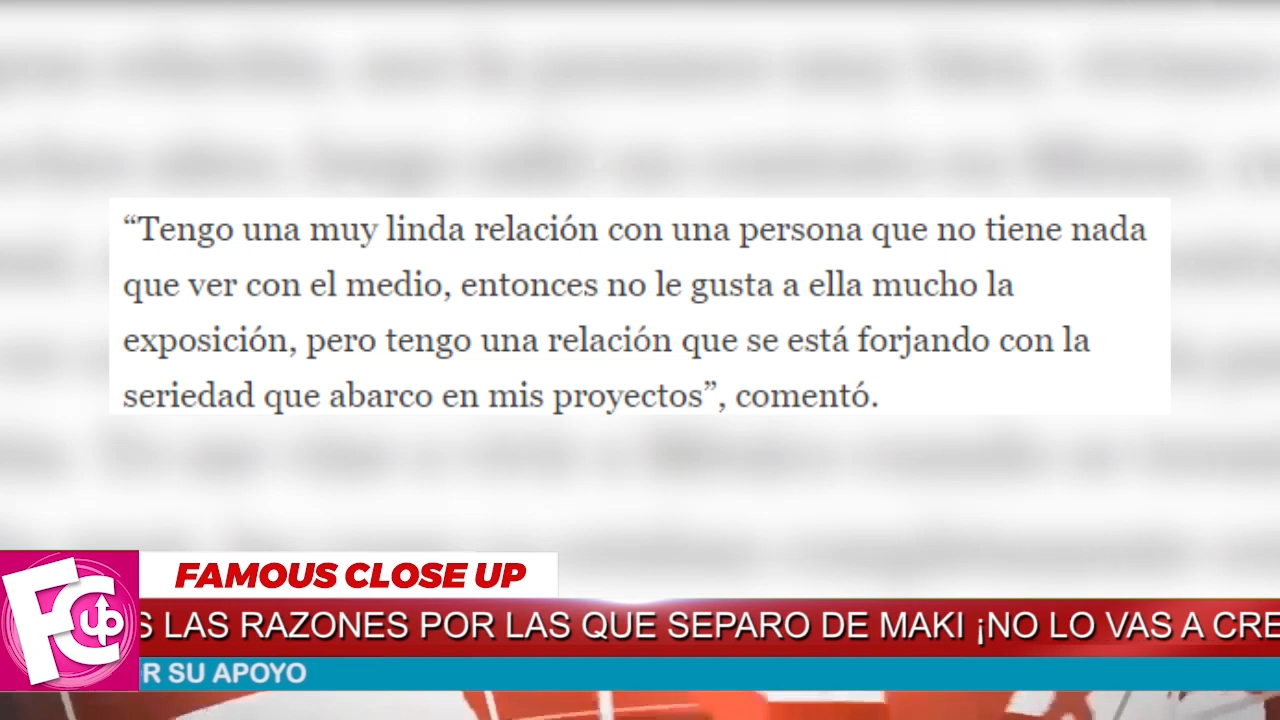 “Tengo una muy linda relación con una persona que no tiene nada
que ver con el medio, entonces no le gusta a ella mucho la
exposición, pero tengo una relación que se está forjando con la
seriedad que abarco en mis proyectos”, comentó.
FAMOUS CLOSE UP
FC up
S LAS RAZONES POR LAS QUE SEPARO DE MAKI ¡NO LO VAS A CRE
R SU APOYO